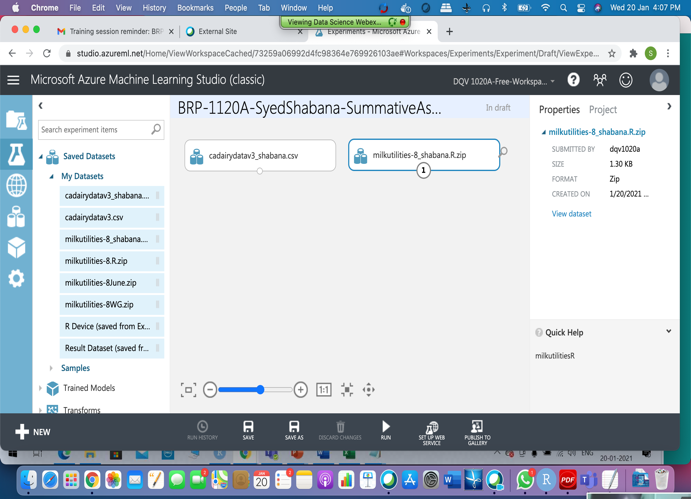 Chrome File Edit View History Bookmarks People Tab Window Help Wed 20 Jan 4:07 PM
Viewing Data Science Webex...
Training session reminder: BRP
External Site
Experiments - Microsoft Azure
studio.azureml.net/Home/ViewWorkspaceCached/73259a06992d4fc98364e769926103ae#Workspaces/Experiments/Experiment/Draft/ViewExpe...
S
Microsoft Azure Machine Learning Studio (classic)
DQV 1020A-Free-Workspa...
BRP-1120A-SyedShabana-SummativeAs...
In draft
Properties Project
Search experiment items
Saved Datasets
My Datasets
cadairydatav3_shabana....
cadairydatav3.csv
milkutilities-8_shabana....
milkutilities-8.R.zip
milkutilities-8June.zip
milkutilities-8WG.zip
R Device (saved from Ex...
Result Dataset (saved fr...
Samples
Trained Models
Transforms
cadairydatav3_shabana.csv
milkutilities-8_shabana.R.zip
1
milkutilities-8_shabana.R.zip
SUBMITTED BY dqv1020a
SIZE 1.30 KB
FORMAT Zip
CREATED ON 1/20/2021 ...
View dataset
Quick Help
milkutilitiesR
1:1
NEW
RUN HISTORY
SAVE
SAVE AS
DISCARD CHANGES
RUN
SET UP WEB SERVICE
PUBLISH TO GALLERY
ENG
20-01-2021
JAN
20
PDF